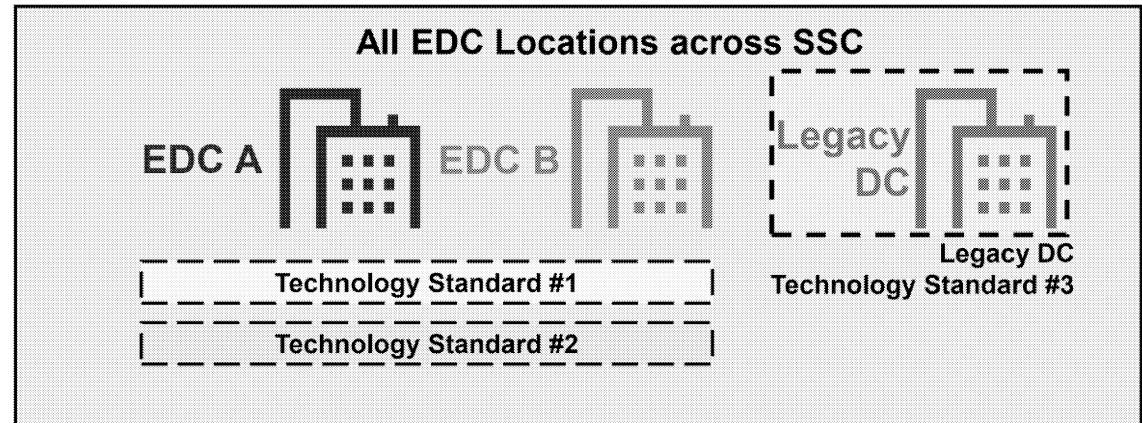 All EDC Locations across SSC
EDC A
EDC B
Legacy
DC
Legacy DC
Technology Standard #3
Technology Standard #1
Technology Standard #2